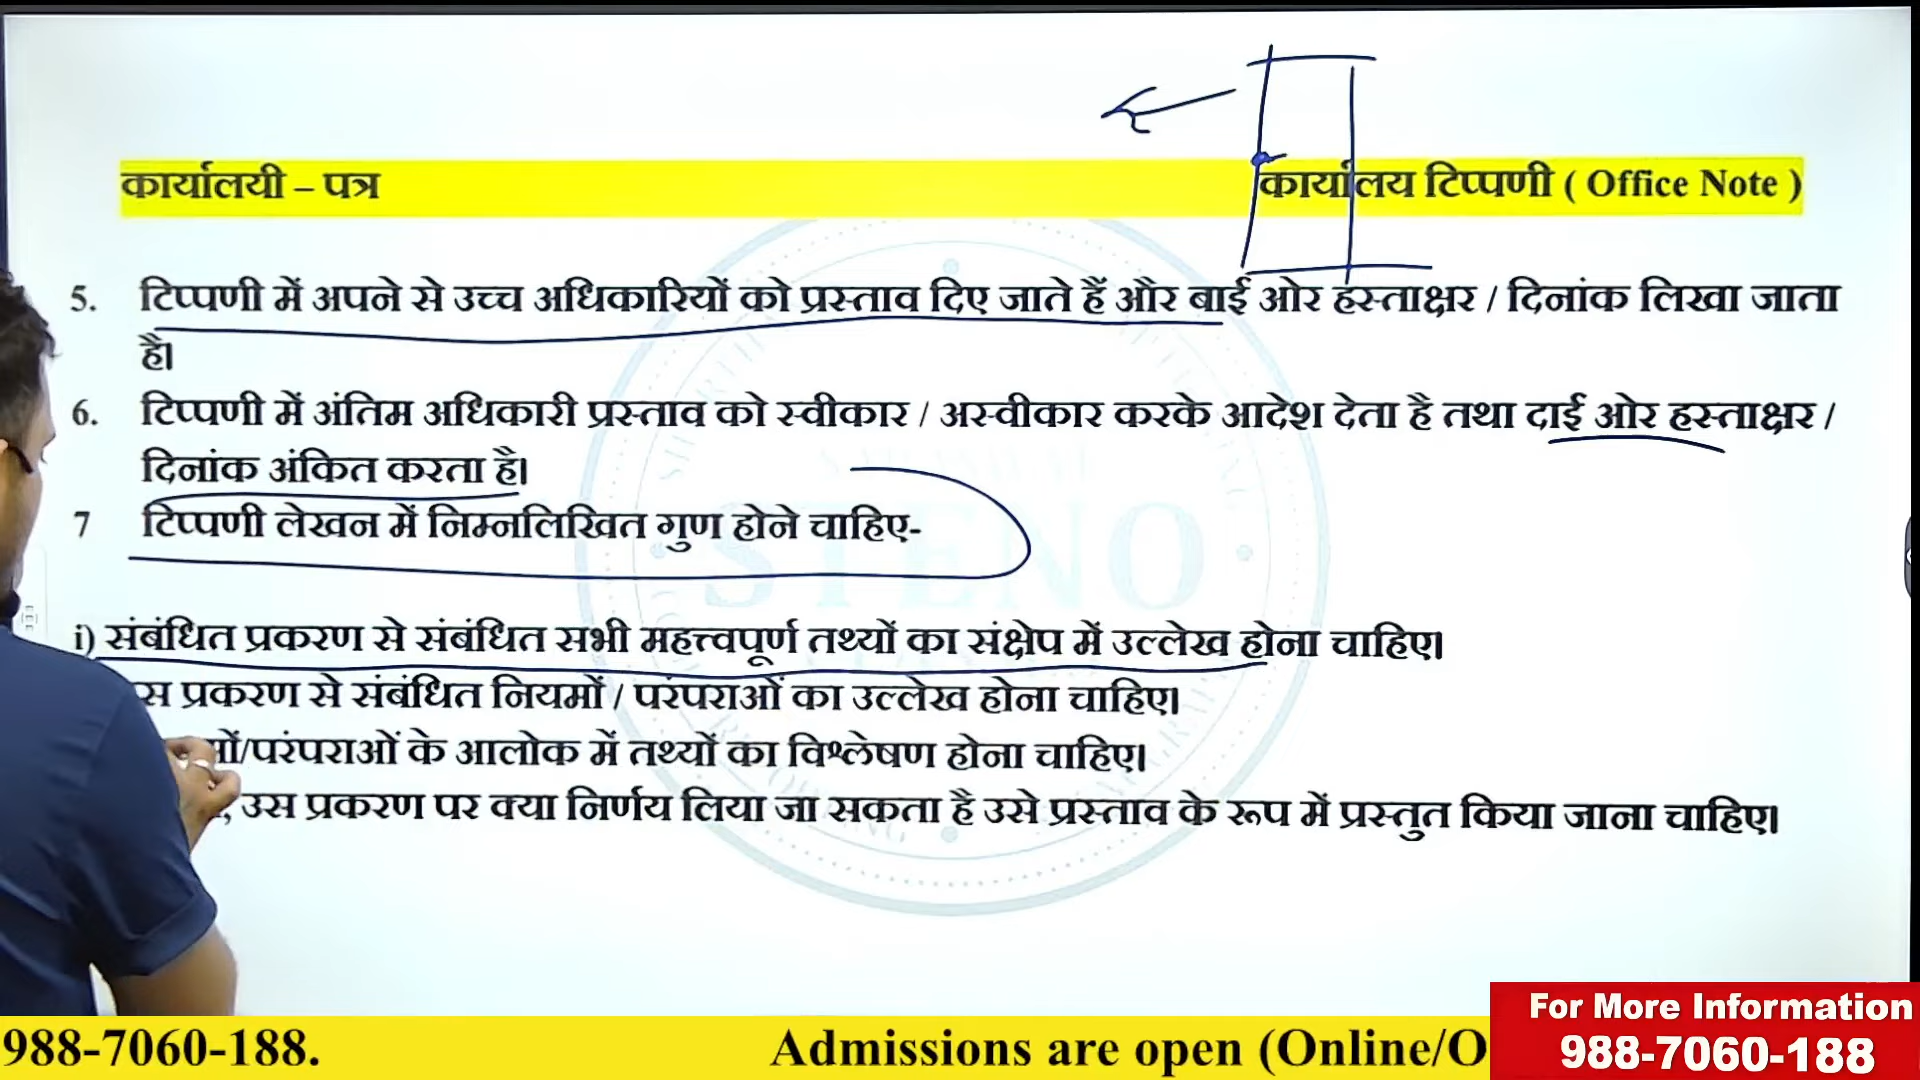 कार्यालयी – पत्र
कार्यालय टिप्पणी ( Office Note )
5. टिप्पणी में अपने से उच्च अधिकारियों को प्रस्ताव दिए जाते हैं और बाईं ओर हस्ताक्षर / दिनांक लिखा जाता
है।
6. टिप्पणी में अंतिम अधिकारी प्रस्ताव को स्वीकार / अस्वीकार करके आदेश देता है तथा दाईं ओर हस्ताक्षर /
दिनांक अंकित करता है।
7 टिप्पणी लेखन में निम्नलिखित गुण होने चाहिए-
STENO
i) संबंधित प्रकरण से संबंधित सभी महत्त्वपूर्ण तथ्यों का संक्षेप में उल्लेख होना चाहिए।
प्रकरण से संबंधित नियमों / परंपराओं का उल्लेख होना चाहिए।
/परंपराओं के आलोक में तथ्यों का विश्लेषण होना चाहिए।
, उस प्रकरण पर क्या निर्णय लिया जा सकता है उसे प्रस्ताव के रूप में प्रस्तुत किया जाना चाहिए।
988-7060-188.
Admissions are open (Online/O
For More Information
988-7060-188